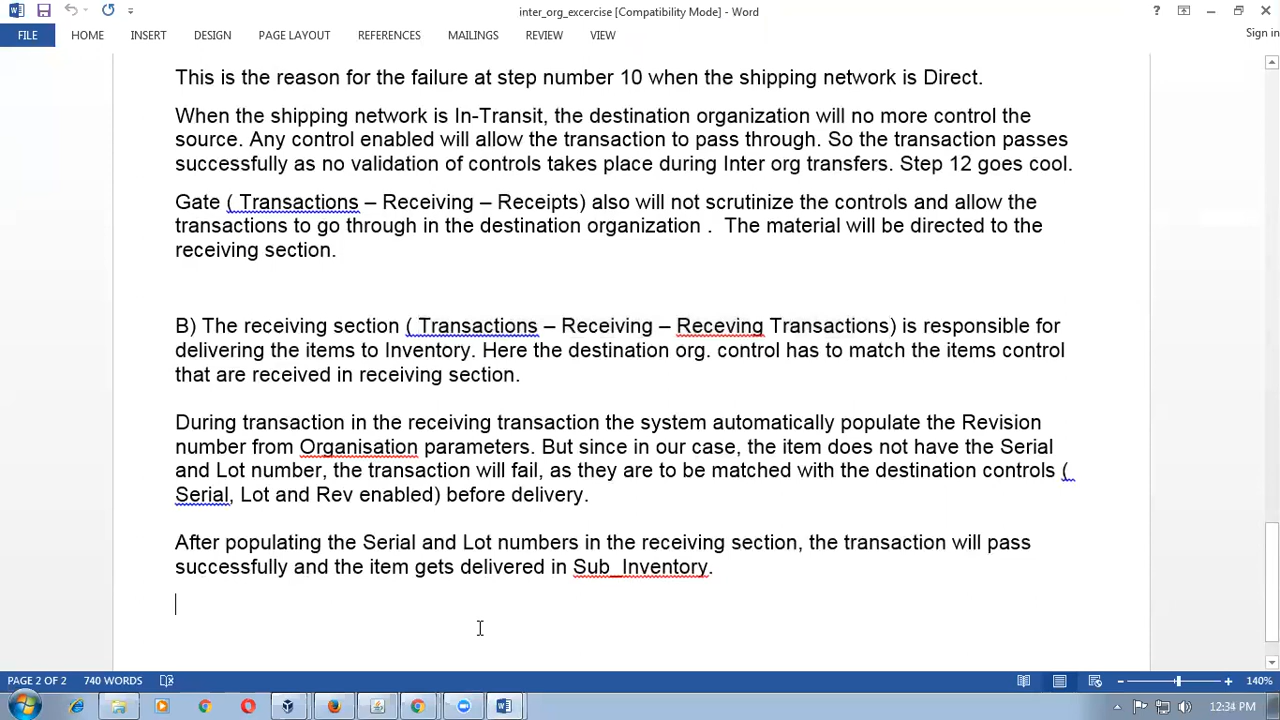 inter_org_excercise [Compatibility Mode] - Word
Sign in
FILE HOME INSERT DESIGN PAGE LAYOUT REFERENCES MAILINGS REVIEW VIEW
This is the reason for the failure at step number 10 when the shipping network is Direct.
When the shipping network is In-Transit, the destination organization will no more control the
source. Any control enabled will allow the transaction to pass through. So the transaction passes
successfully as no validation of controls takes place during Inter org transfers. Step 12 goes cool.
Gate ( Transactions – Receiving – Receipts) also will not scrutinize the controls and allow the
transactions to go through in the destination organization .  The material will be directed to the
receiving section.
B) The receiving section ( Transactions – Receiving – Receving Transactions) is responsible for
delivering the items to Inventory. Here the destination org. control has to match the items control
that are received in receiving section.
During transaction in the receiving transaction the system automatically populate the Revision
number from Organisation parameters. But since in our case, the item does not have the Serial
and Lot number, the transaction will fail, as they are to be matched with the destination controls (
Serial, Lot and Rev enabled) before delivery.
After populating the Serial and Lot numbers in the receiving section, the transaction will pass
successfully and the item gets delivered in Sub_Inventory.
PAGE 2 OF 2 740 WORDS 140%
12:34 PM